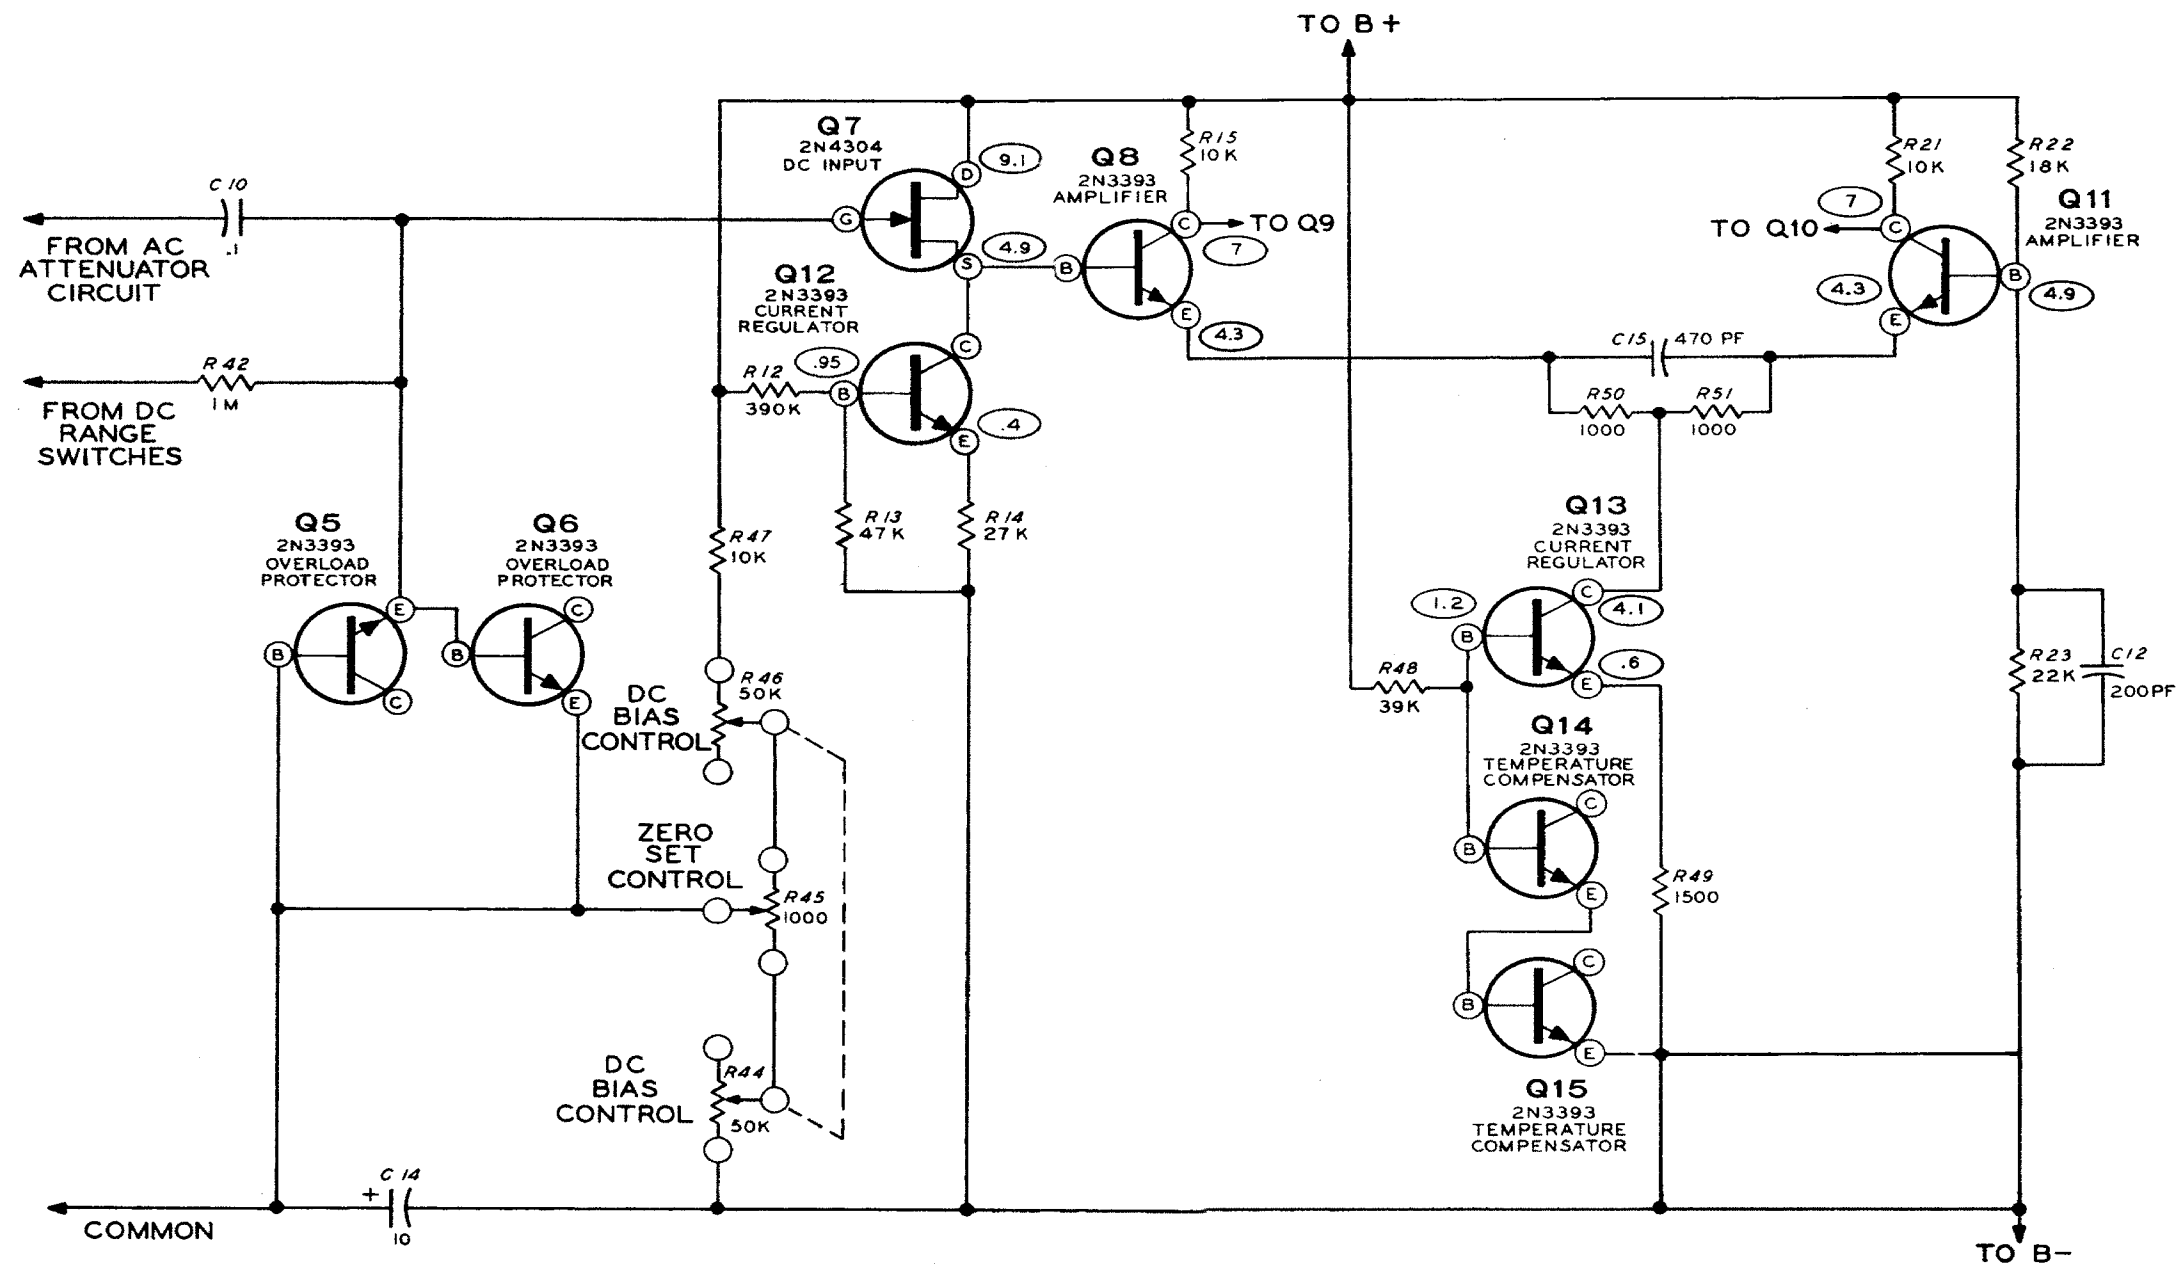 TO B+
Q7
2N4304
DC INPUT
D
9.1
G
S
4.9
C10
.1
FROM AC
ATTENUATOR
CIRCUIT
Q8
2N3393
AMPLIFIER
R15
10K
C
TO Q9
7
B
E
4.3
R21
10K
R22
18K
7
C
TO Q10
Q11
2N3393
AMPLIFIER
B
4.9
4.3
E
Q12
2N3393
CURRENT
REGULATOR
.95
R12
390K
B
C
E
.4
R42
1M
FROM DC
RANGE
SWITCHES
C15
470 PF
R50
1000
R51
1000
R13
47K
R14
27K
R47
10K
Q5
2N3393
OVERLOAD
PROTECTOR
E
B
C
Q6
2N3393
OVERLOAD
PROTECTOR
C
B
E
Q13
2N3393
CURRENT
REGULATOR
1.2
C
4.1
B
.6
E
R48
39K
R23
22K
C12
200PF
DC
BIAS
CONTROL
R46
50K
Q14
2N3393
TEMPERATURE
COMPENSATOR
C
B
E
R49
1500
ZERO
SET
CONTROL
R45
1000
C
B
E
Q15
2N3393
TEMPERATURE
COMPENSATOR
DC
BIAS
CONTROL
R44
50K
C14
+
10
COMMON
TO B-